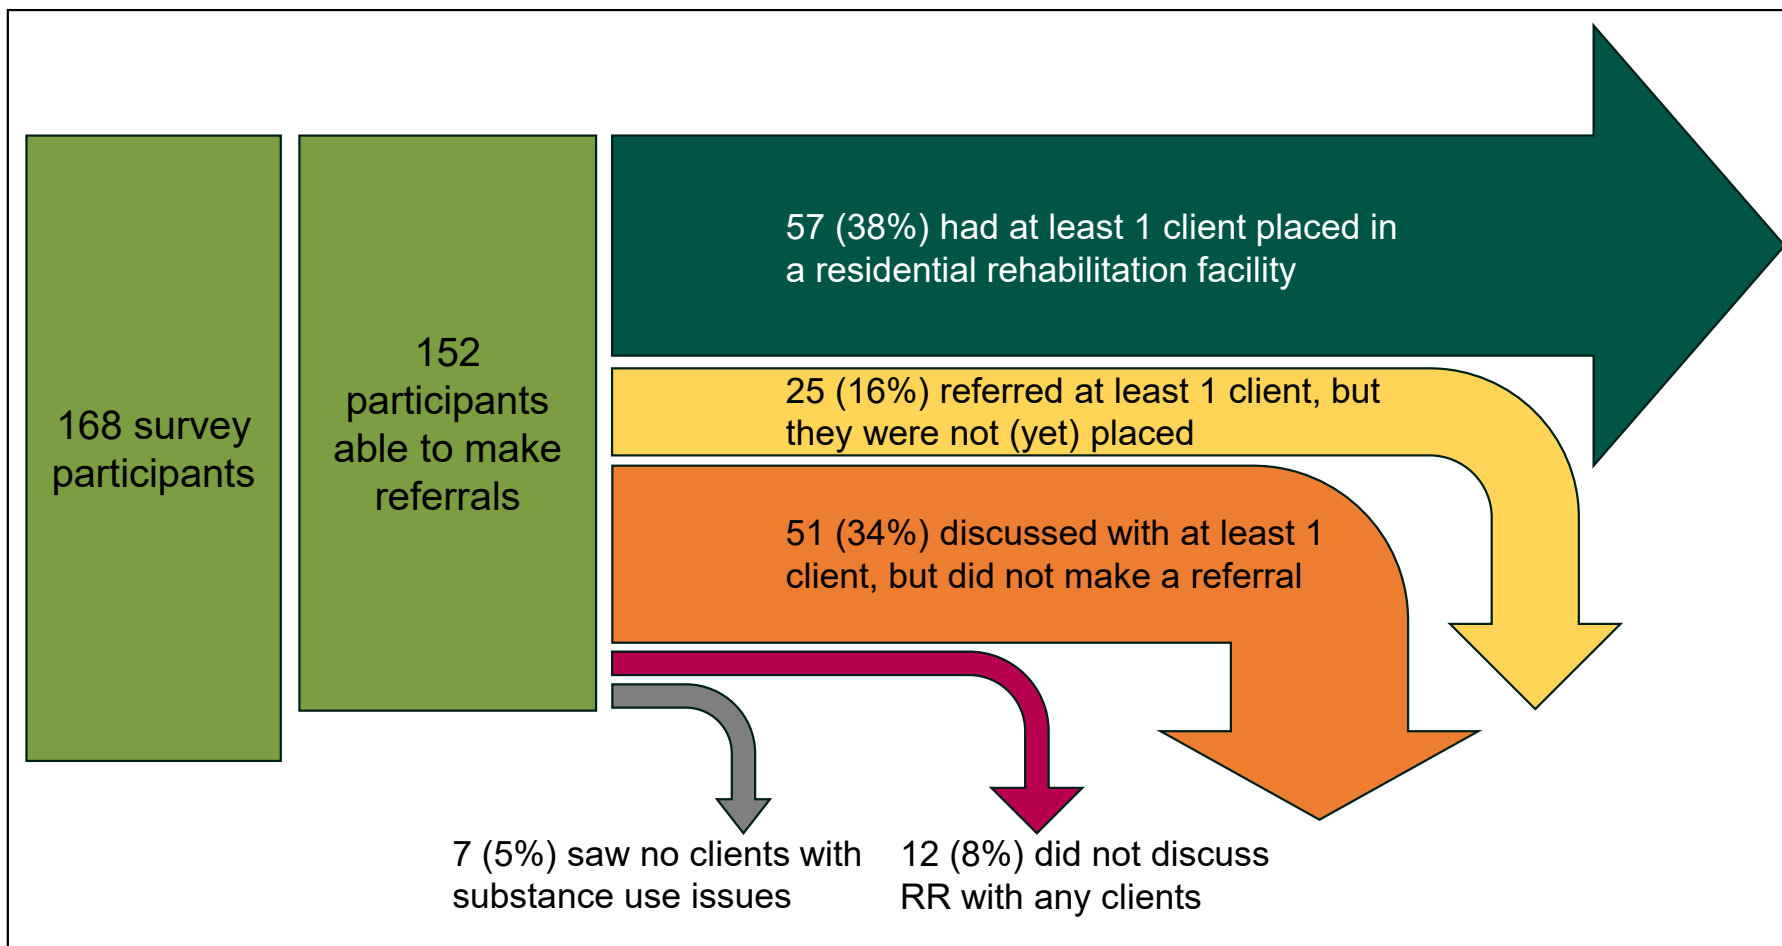 168 survey
participants
152
participants
able to make
referrals
57 (38%) had at least 1 client placed in
a residential rehabilitation facility
25 (16%) referred at least 1 client, but
they were not (yet) placed
51 (34%) discussed with at least 1
client, but did not make a referral
7 (5%) saw no clients with
substance use issues
12 (8%) did not discuss
RR with any clients